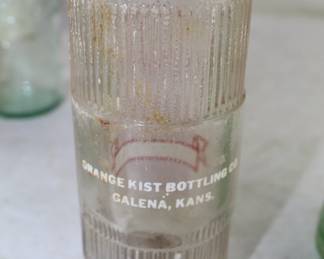 ORANGE KIST BOTTLING CO
GALENA, KANS.